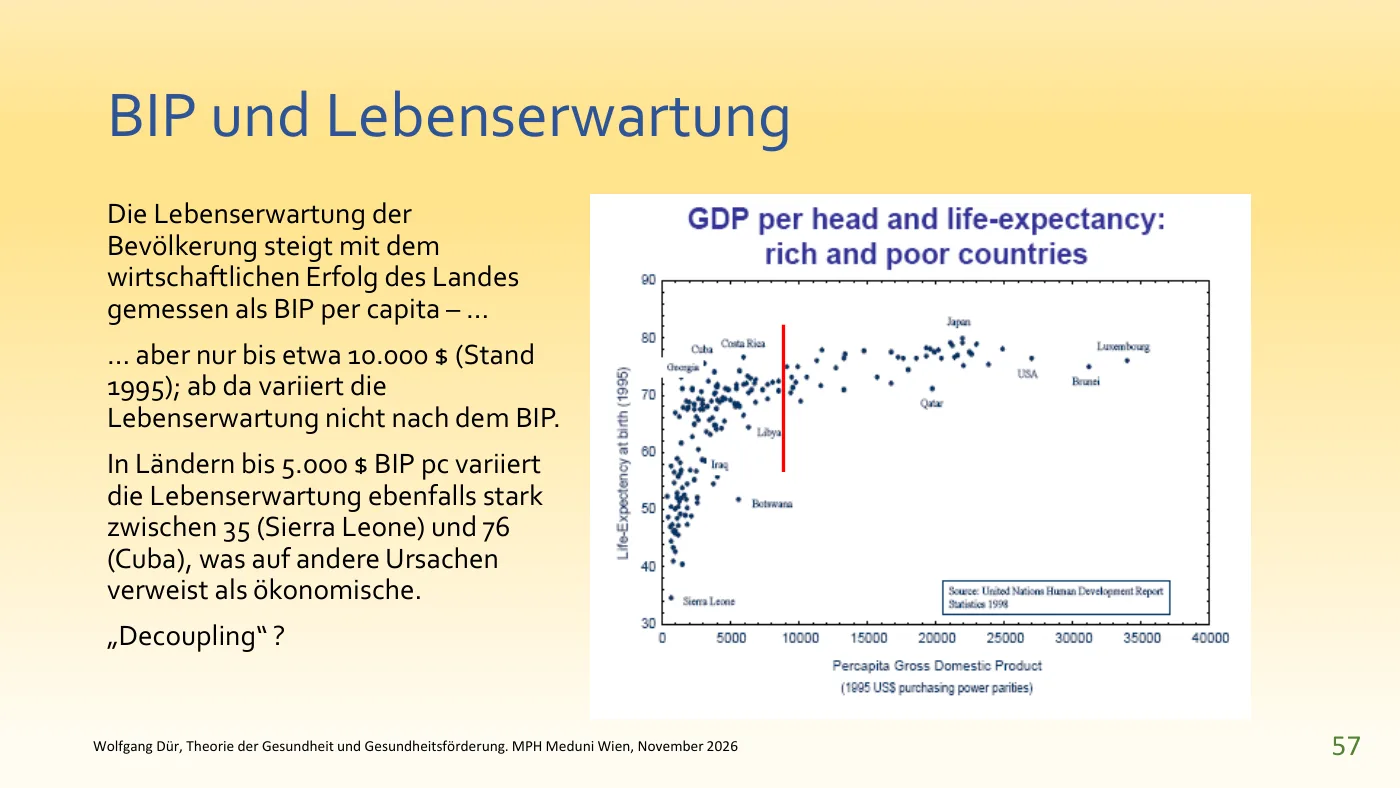 BIP und Lebenserwartung
Die Lebenserwartung der
Bevölkerung steigt mit dem
wirtschaftlichen Erfolg des Landes
gemessen als BIP per capita – …
… aber nur bis etwa 10.000 $ (Stand
1995); ab da variiert die
Lebenserwartung nicht nach dem BIP.
In Ländern bis 5.000 $ BIP pc variiert
die Lebenserwartung ebenfalls stark
zwischen 35 (Sierra Leone) und 76
(Cuba), was auf andere Ursachen
verweist als ökonomische.
„Decoupling“ ?
GDP per head and life-expectancy:
rich and poor countries
90
80
70
60
50
40
30
Life-Expectency at birth (1995)
Japan
Cuba
Costa Rica
Luxembourg
Georgia
USA
Brunei
Qatar
Libya
Iraq
Botswana
Sierra Leone
Source: United Nations Human Development Report
Statistics 1998
0 5000 10000 15000 20000 25000 30000 35000 40000
Percapita Gross Domestic Product
(1995 US$ purchasing power parities)
Wolfgang Dür, Theorie der Gesundheit und Gesundheitsförderung. MPH Meduni Wien, November 2026
57